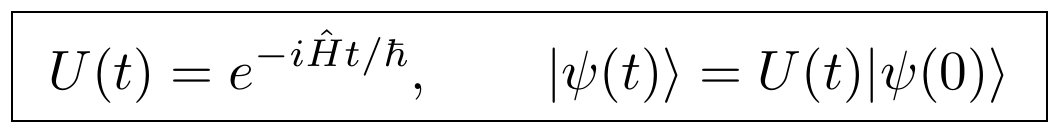 U(t) = e^{-iĤt/ħ}, |ψ(t)⟩ = U(t)|ψ(0)⟩